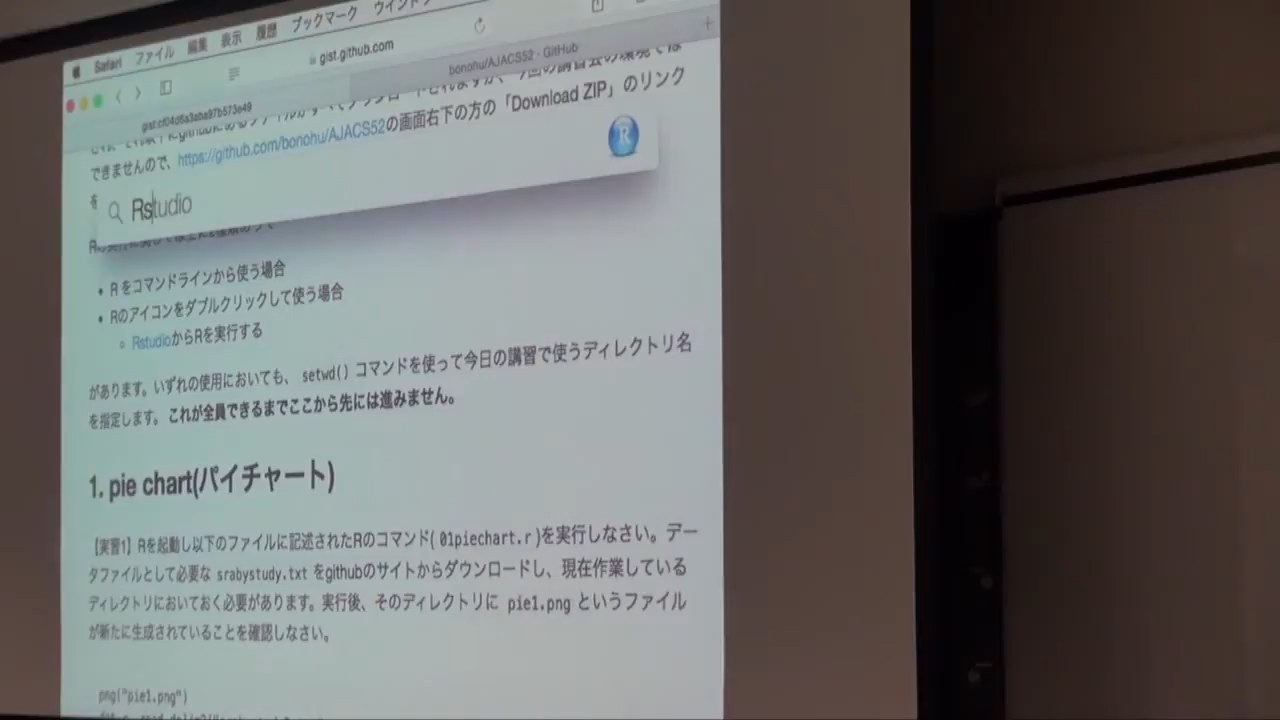 Safari ファイル 編集 表示 履歴 ブックマーク
gist.github.com
bonohu/AJACS52 - GitHub
できませんので、https://github.com/bonohu/AJACS52の画面右下の方の「Download ZIP」のリンク
を
Rstudio
R
• R をコマンドラインから使う場合
• Rのアイコンをダブルクリックして使う場合
○ RstudioからRを実行する
があります。いずれの使用においても、 setwd() コマンドを使って今日の講習で使うディレクトリ名
を指定します。これが全員できるまでここから先には進みません。
1. pie chart(パイチャート)
【実習1】Rを起動し以下のファイルに記述されたRのコマンド( 01piechart.r )を実行しなさい。デー
タファイルとして必要な srabystudy.txt をgithubのサイトからダウンロードし、現在作業している
ディレクトリにおいておく必要があります。実行後、そのディレクトリに pie1.png というファイル
が新たに生成されていることを確認しなさい。
png("pie1.png")